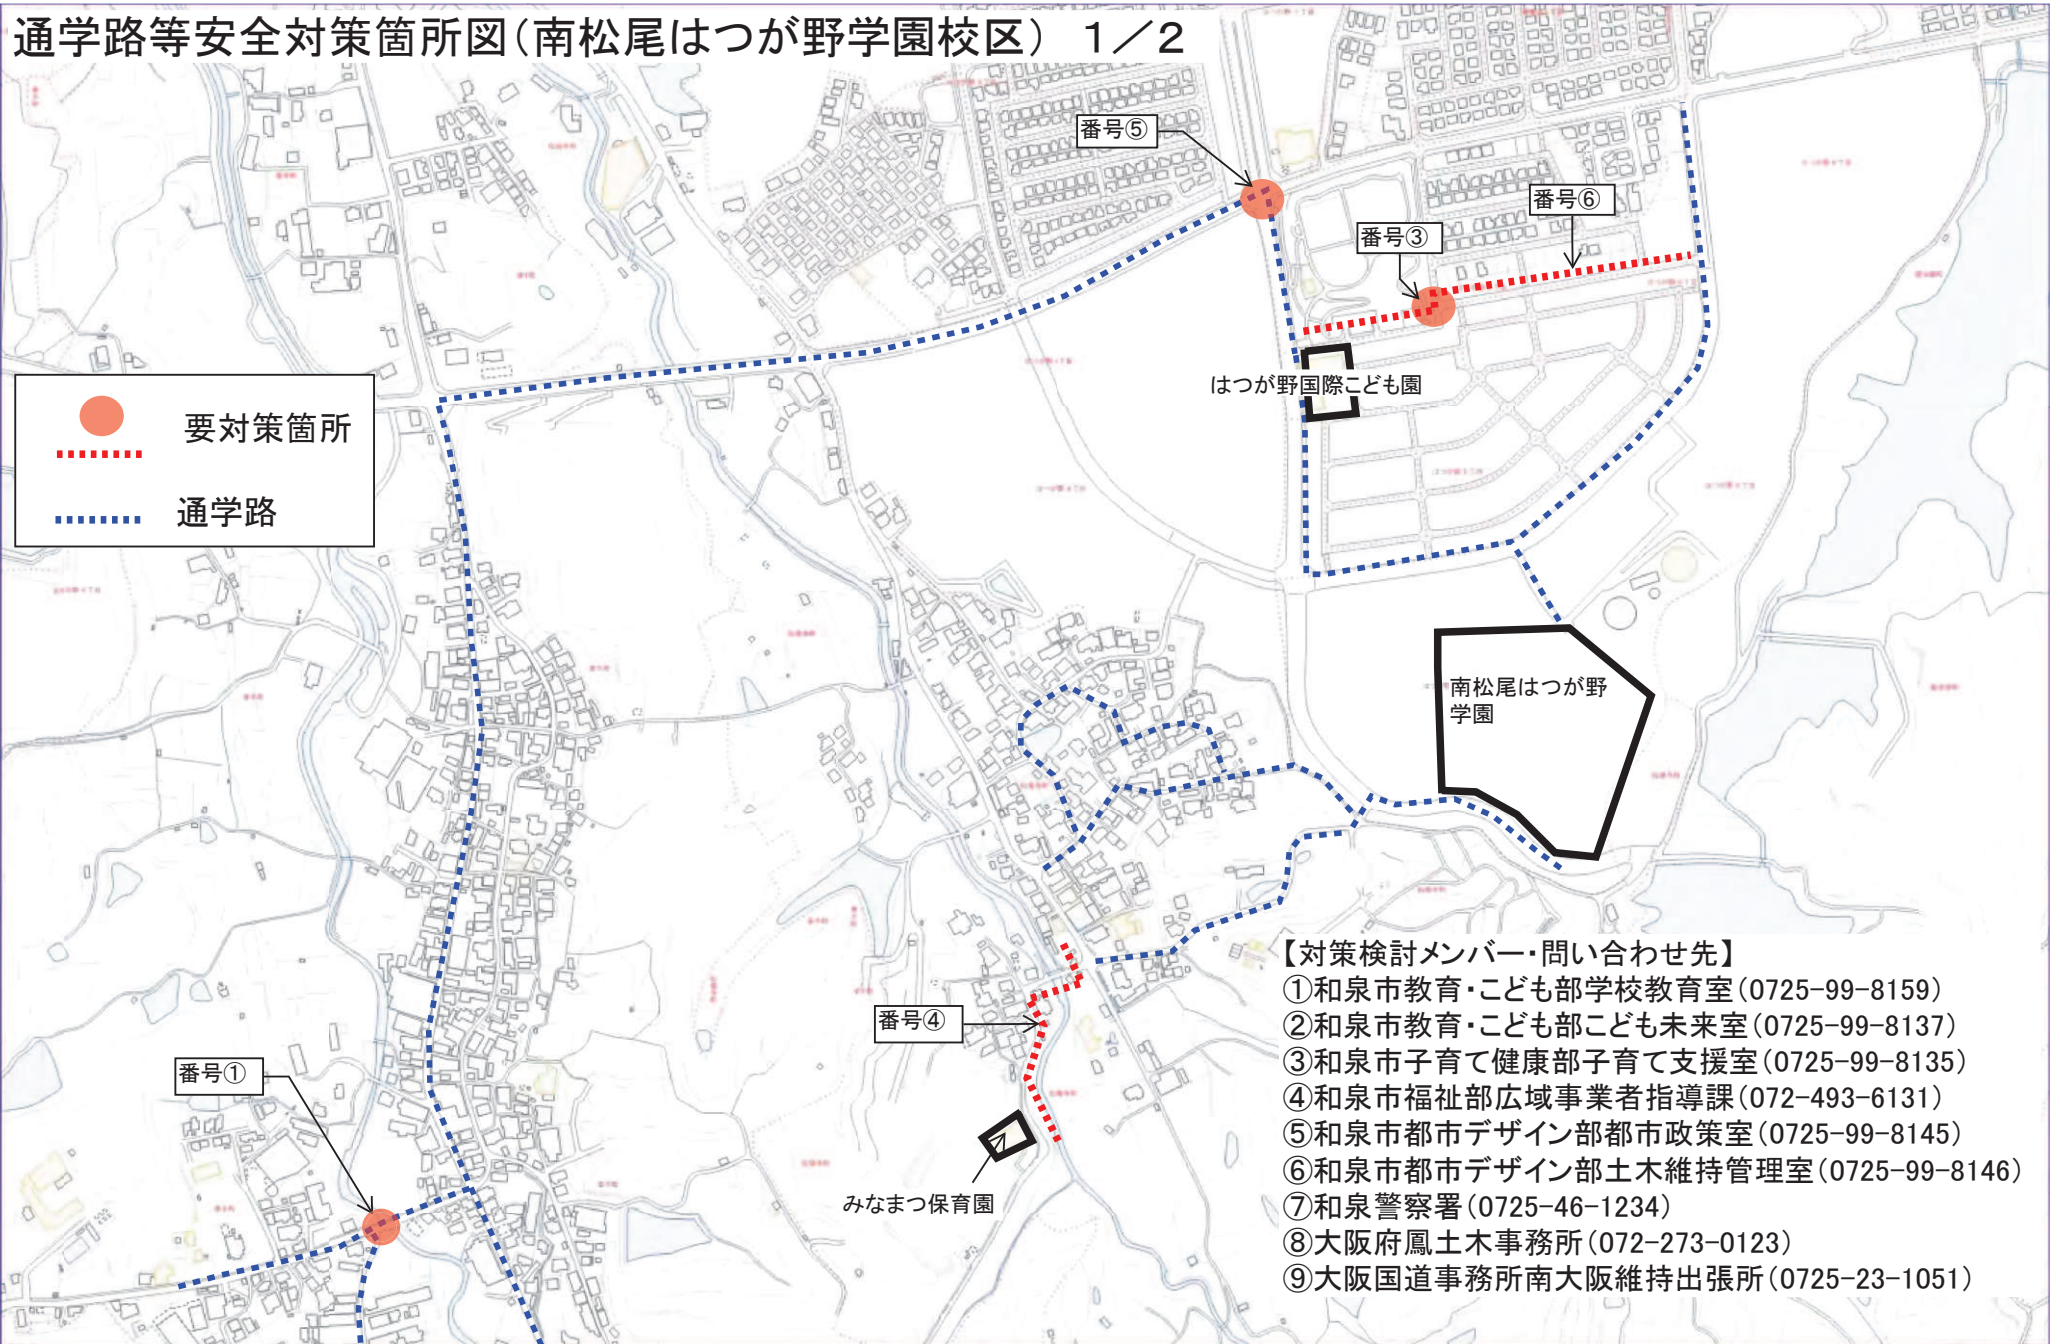 通学路等安全対策箇所図(南松尾はつが野学園校区) 1／2
番号⑤
番号⑥
番号③
はつが野国際こども園
要対策箇所
通学路
南松尾はつが野
学園
番号④
番号①
みなまつ保育園
【対策検討メンバー・問い合わせ先】
①和泉市教育・こども部学校教育室(0725-99-8159)
②和泉市教育・こども部こども未来室(0725-99-8137)
③和泉市子育て健康部子育て支援室(0725-99-8135)
④和泉市福祉部広域事業者指導課(072-493-6131)
⑤和泉市都市デザイン部都市政策室(0725-99-8145)
⑥和泉市都市デザイン部土木維持管理室(0725-99-8146)
⑦和泉警察署(0725-46-1234)
⑧大阪府鳳土木事務所(072-273-0123)
⑨大阪国道事務所南大阪維持出張所(0725-23-1051)